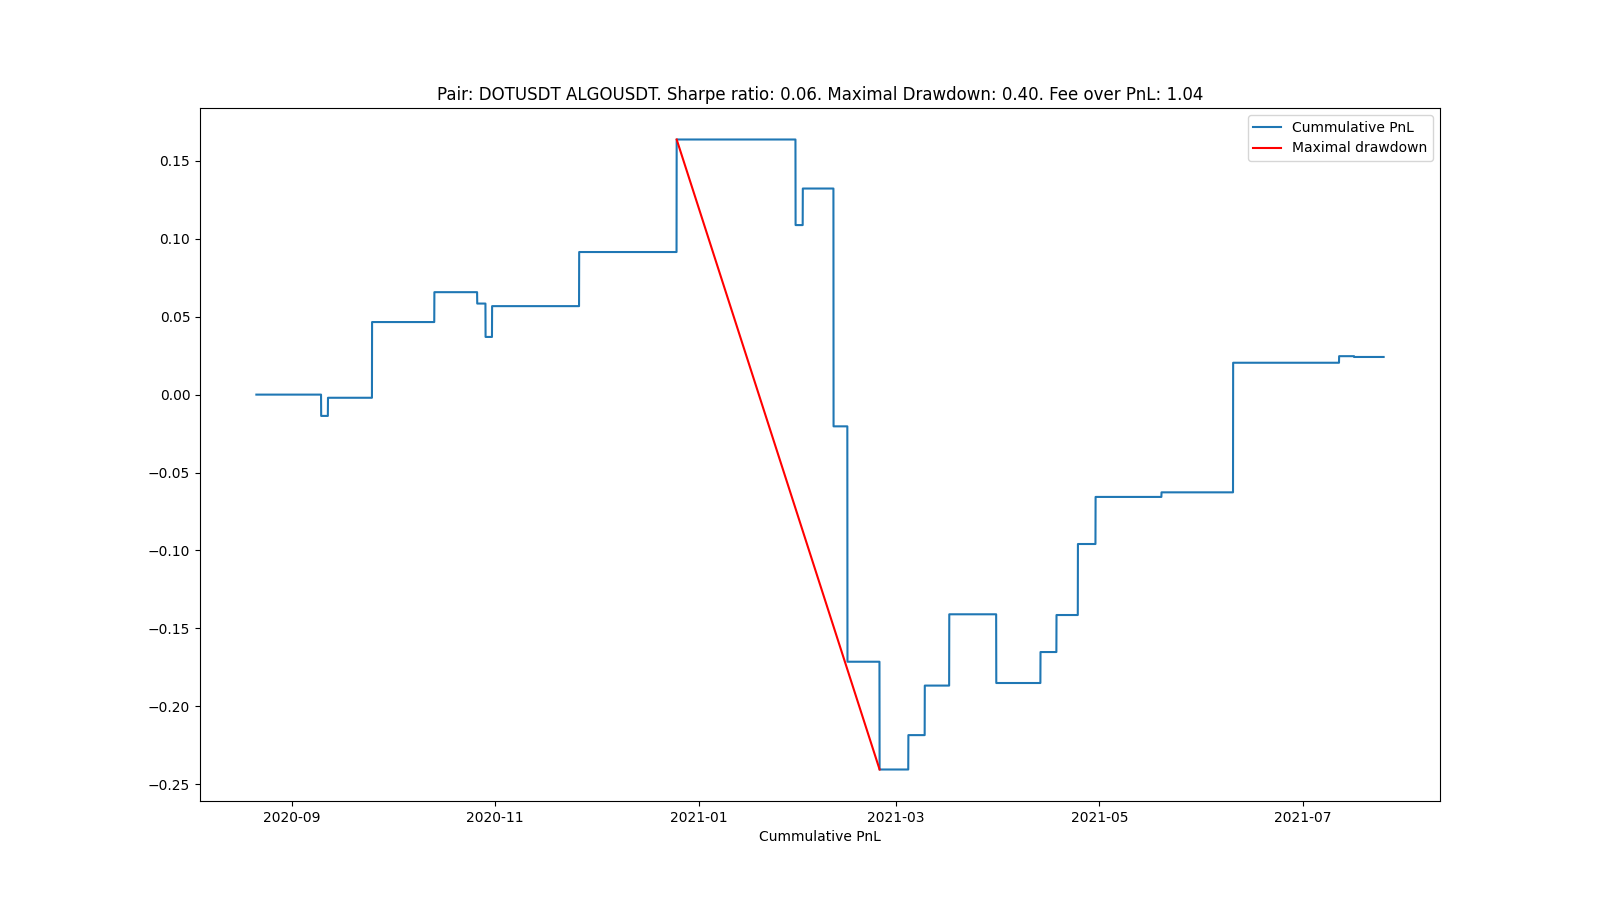 Pair: DOTUSDT ALGOUSDT. Sharpe ratio: 0.06. Maximal Drawdown: 0.40. Fee over PnL: 1.04
Cummulative PnL
Maximal drawdown
0.15
0.10
0.05
0.00
−0.05
−0.10
−0.15
−0.20
−0.25
2020-09 2020-11 2021-01 2021-03 2021-05 2021-07
Cummulative PnL